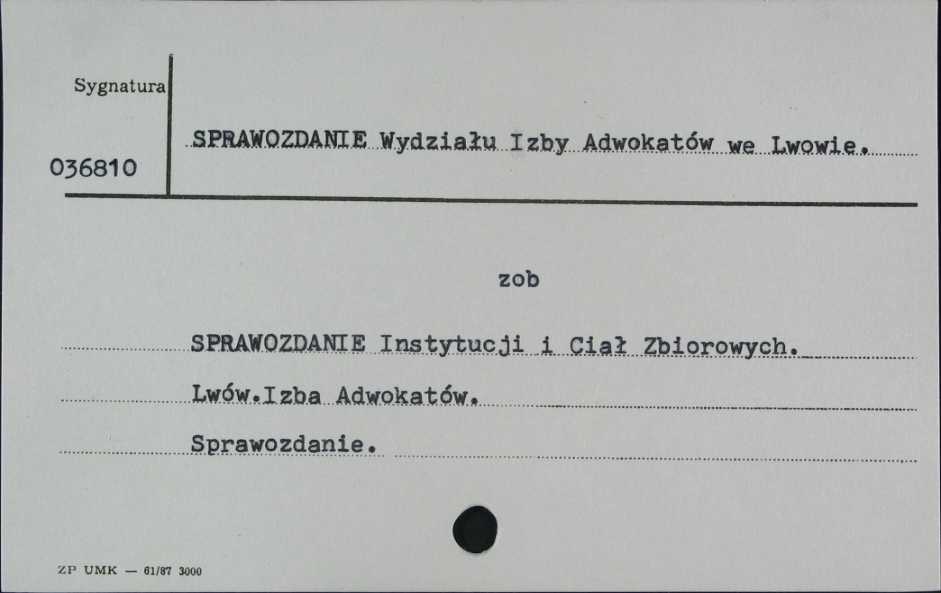 Sygnatura
SPRAWOZDANIE Wydziału Izby Adwokatów we Lwowie.
036810
zob
SPRAWOZDANIE Instytucji i Ciał Zbiorowych.
Lwów.Izba Adwokatów.
Sprawozdanie.
ZP UMK — 61/87 3000